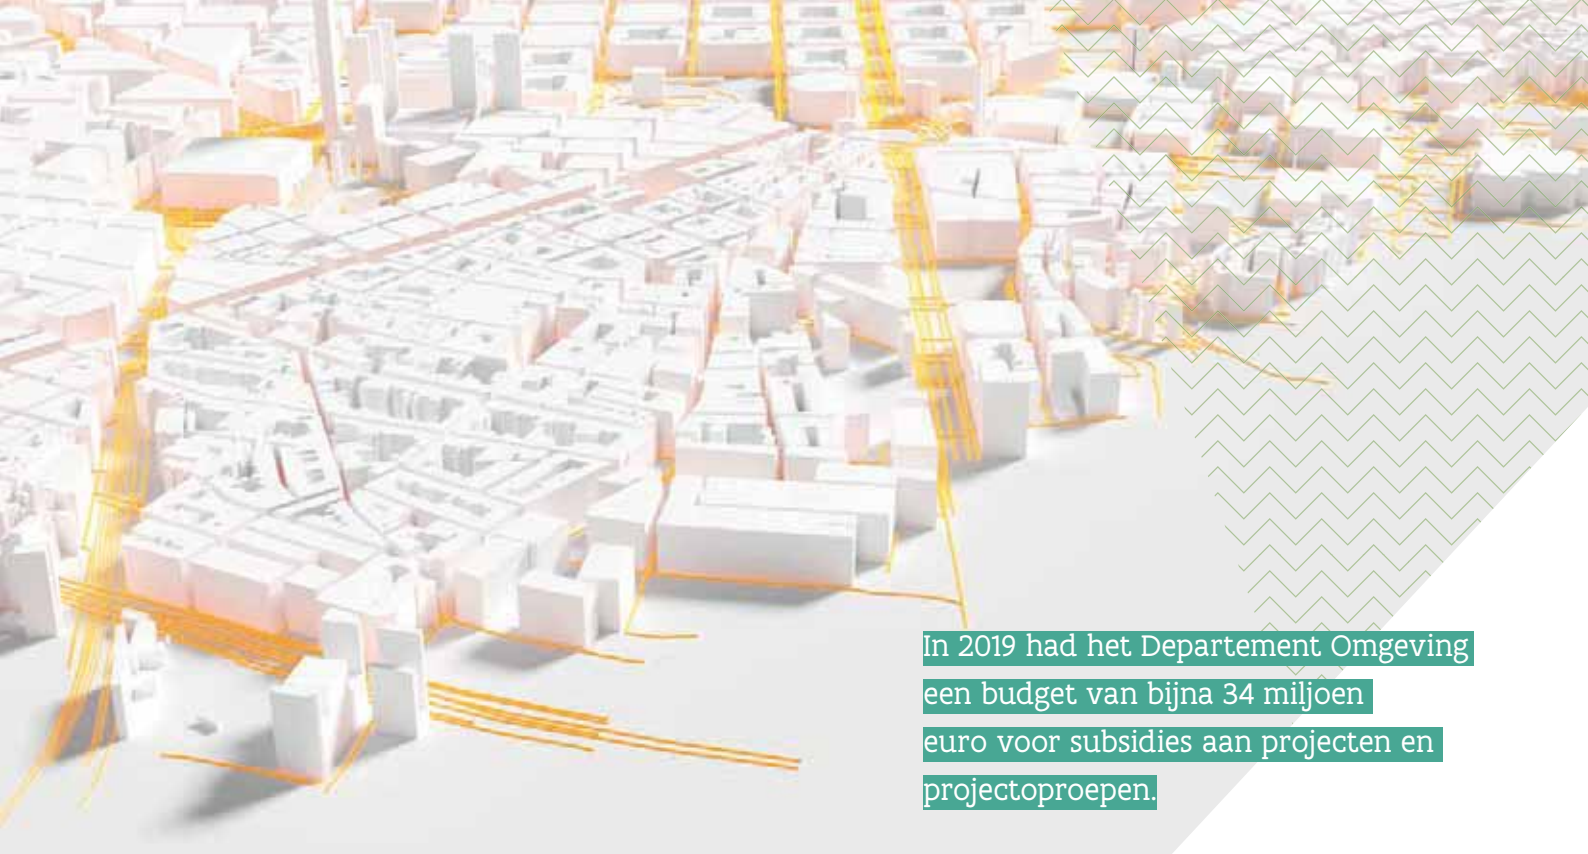 In 2019 had het Departement Omgeving
een budget van bijna 34 miljoen
euro voor subsidies aan projecten en
projectoproepen.